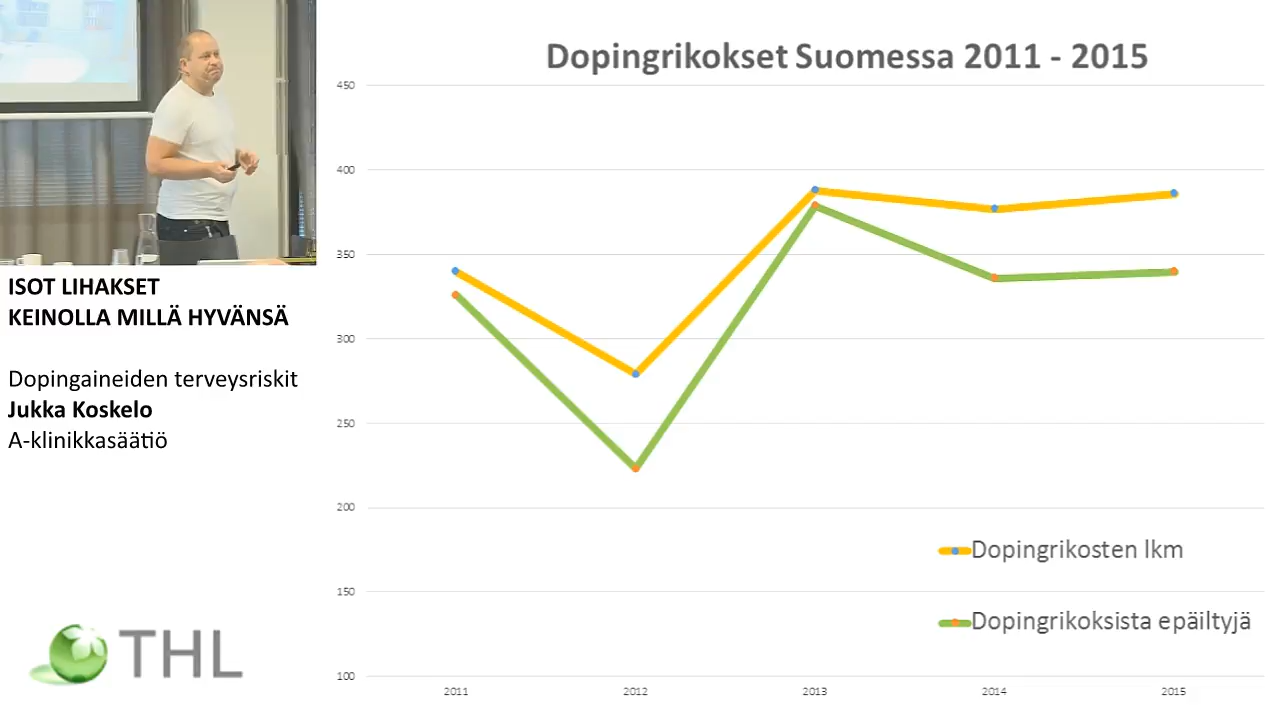 ISOT LIHAKSET
KEINOLLA MILLÄ HYVÄNSÄ
Dopingaineiden terveysriskit
Jukka Koskelo
A-klinikkasäätiö
THL
Dopingrikokset Suomessa 2011 - 2015
450
400
350
300
250
200
150
100
2011
2012
2013
2014
2015
Dopingrikosten lkm
Dopingrikoksista epäiltyjä